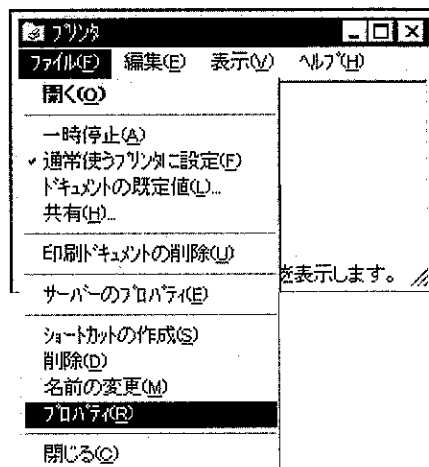 プリンタ
ファイル(F) 編集(E) 表示(V) ヘルプ(H)
開く(O)
一時停止(A)
通常使うプリンタに設定(F)
ドキュメントの既定値(L)...
共有(H)...
印刷ドキュメントの削除(U)
を表示します。
サーバーのプロパティ(E)
ショートカットの作成(S)
削除(D)
名前の変更(M)
プロパティ(R)
閉じる(C)